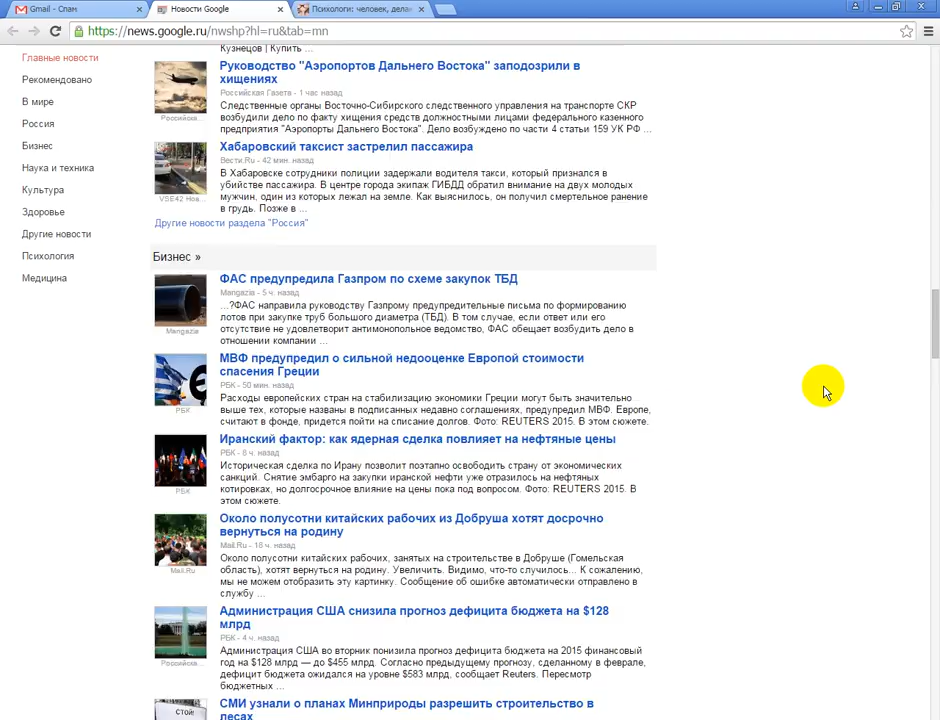 Gmail - Спам
Новости Google
Психологи: человек, дела
https://news.google.ru/nwshp?hl=ru&tab=mn
Главные новости
Рекомендовано
В мире
Россия
Бизнес
Наука и техника
Культура
Здоровье
Другие новости
Психология
Медицина
Кузнецов | Купить ...
Руководство "Аэропортов Дальнего Востока" заподозрили в
хищениях
Российская Газета - 1 час назад
Следственные органы Восточно-Сибирского следственного управления на транспорте СКР
возбудили дело по факту хищения средств должностными лицами федерального казенного
предприятия "Аэропорты Дальнего Востока". Дело возбуждено по части 4 статьи 159 УК РФ ...
Российска...
Хабаровский таксист застрелил пассажира
Вести.Ru - 42 мин. назад
В Хабаровске сотрудники полиции задержали водителя такси, который признался в
убийстве пассажира. В центре города экипаж ГИБДД обратил внимание на двух молодых
мужчин, один из которых лежал на земле. Как выяснилось, он получил смертельное ранение
в грудь. Позже в ...
VSE42 Нов...
Другие новости раздела "Россия"
Бизнес »
ФАС предупредила Газпром по схеме закупок ТБД
Mangazia - 5 ч. назад
...?ФАС направила руководству Газпрому предупредительные письма по формированию
лотов при закупке труб большого диаметра (ТБД). В том случае, если ответ или его
отсутствие не удовлетворит антимонопольное ведомство, ФАС обещает возбудить дело в
отношении компании ...
Mangazia
МВФ предупредил о сильной недооценке Европой стоимости
спасения Греции
РБК - 50 мин. назад
Расходы европейских стран на стабилизацию экономики Греции могут быть значительно
выше тех, которые названы в подписанных недавно соглашениях, предупредил МВФ. Европе,
считают в фонде, придется пойти на списание долгов. Фото: REUTERS 2015. В этом сюжете.
РБК
Иранский фактор: как ядерная сделка повлияет на нефтяные цены
РБК - 8 ч. назад
Историческая сделка по Ирану позволит поэтапно освободить страну от экономических
санкций. Снятие эмбарго на закупки иранской нефти уже отразилось на нефтяных
котировках, но долгосрочное влияние на цены пока под вопросом. Фото: REUTERS 2015. В
этом сюжете.
РБК
Около полусотни китайских рабочих из Добруша хотят досрочно
вернуться на родину
Mail.Ru - 18 ч. назад
Около полусотни китайских рабочих, занятых на строительстве в Добруше (Гомельская
область), хотят вернуться на родину. Увеличить. Видимо, что-то случилось... К сожалению,
мы не можем отобразить эту картинку. Сообщение об ошибке автоматически отправлено в
службу ...
Mail.Ru
Администрация США снизила прогноз дефицита бюджета на $128
млрд
РБК - 4 ч. назад
Администрация США во вторник понизила прогноз дефицита бюджета на 2015 финансовый
год на $128 млрд — до $455 млрд. Согласно предыдущему прогнозу, сделанному в феврале,
дефицит бюджета ожидался на уровне $583 млрд, сообщает Reuters. Пересмотр
бюджетных ...
Российска...
СМИ узнали о планах Минприроды разрешить строительство в
лесах
СТОЙ